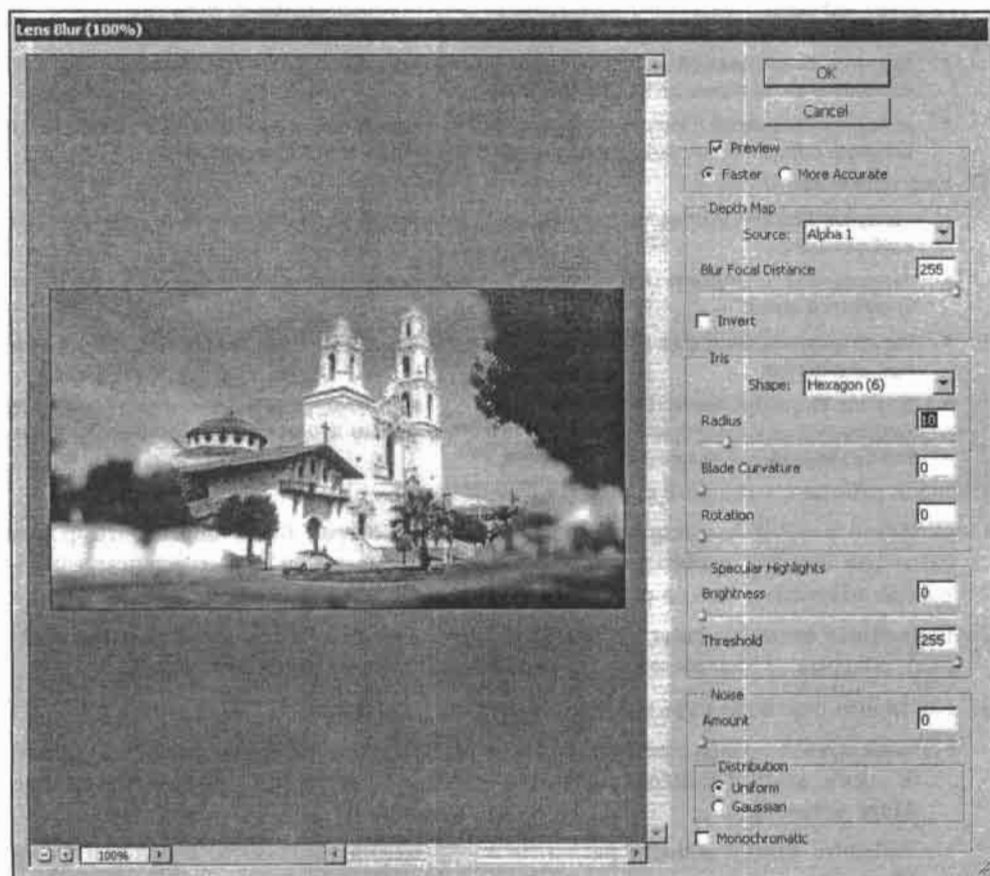 Lens Blur (100%)
OK
Cancel
Preview
Faster More Accurate
Depth Map
Source: Alpha 1
Blur Focal Distance 255
Invert
Iris
Shape: Hexagon (6)
Radius 10
Blade Curvature 0
Rotation 0
Specular Highlights
Brightness 0
Threshold 255
Noise
Amount 0
Distribution
Uniform
Gaussian
Monochromatic
100%